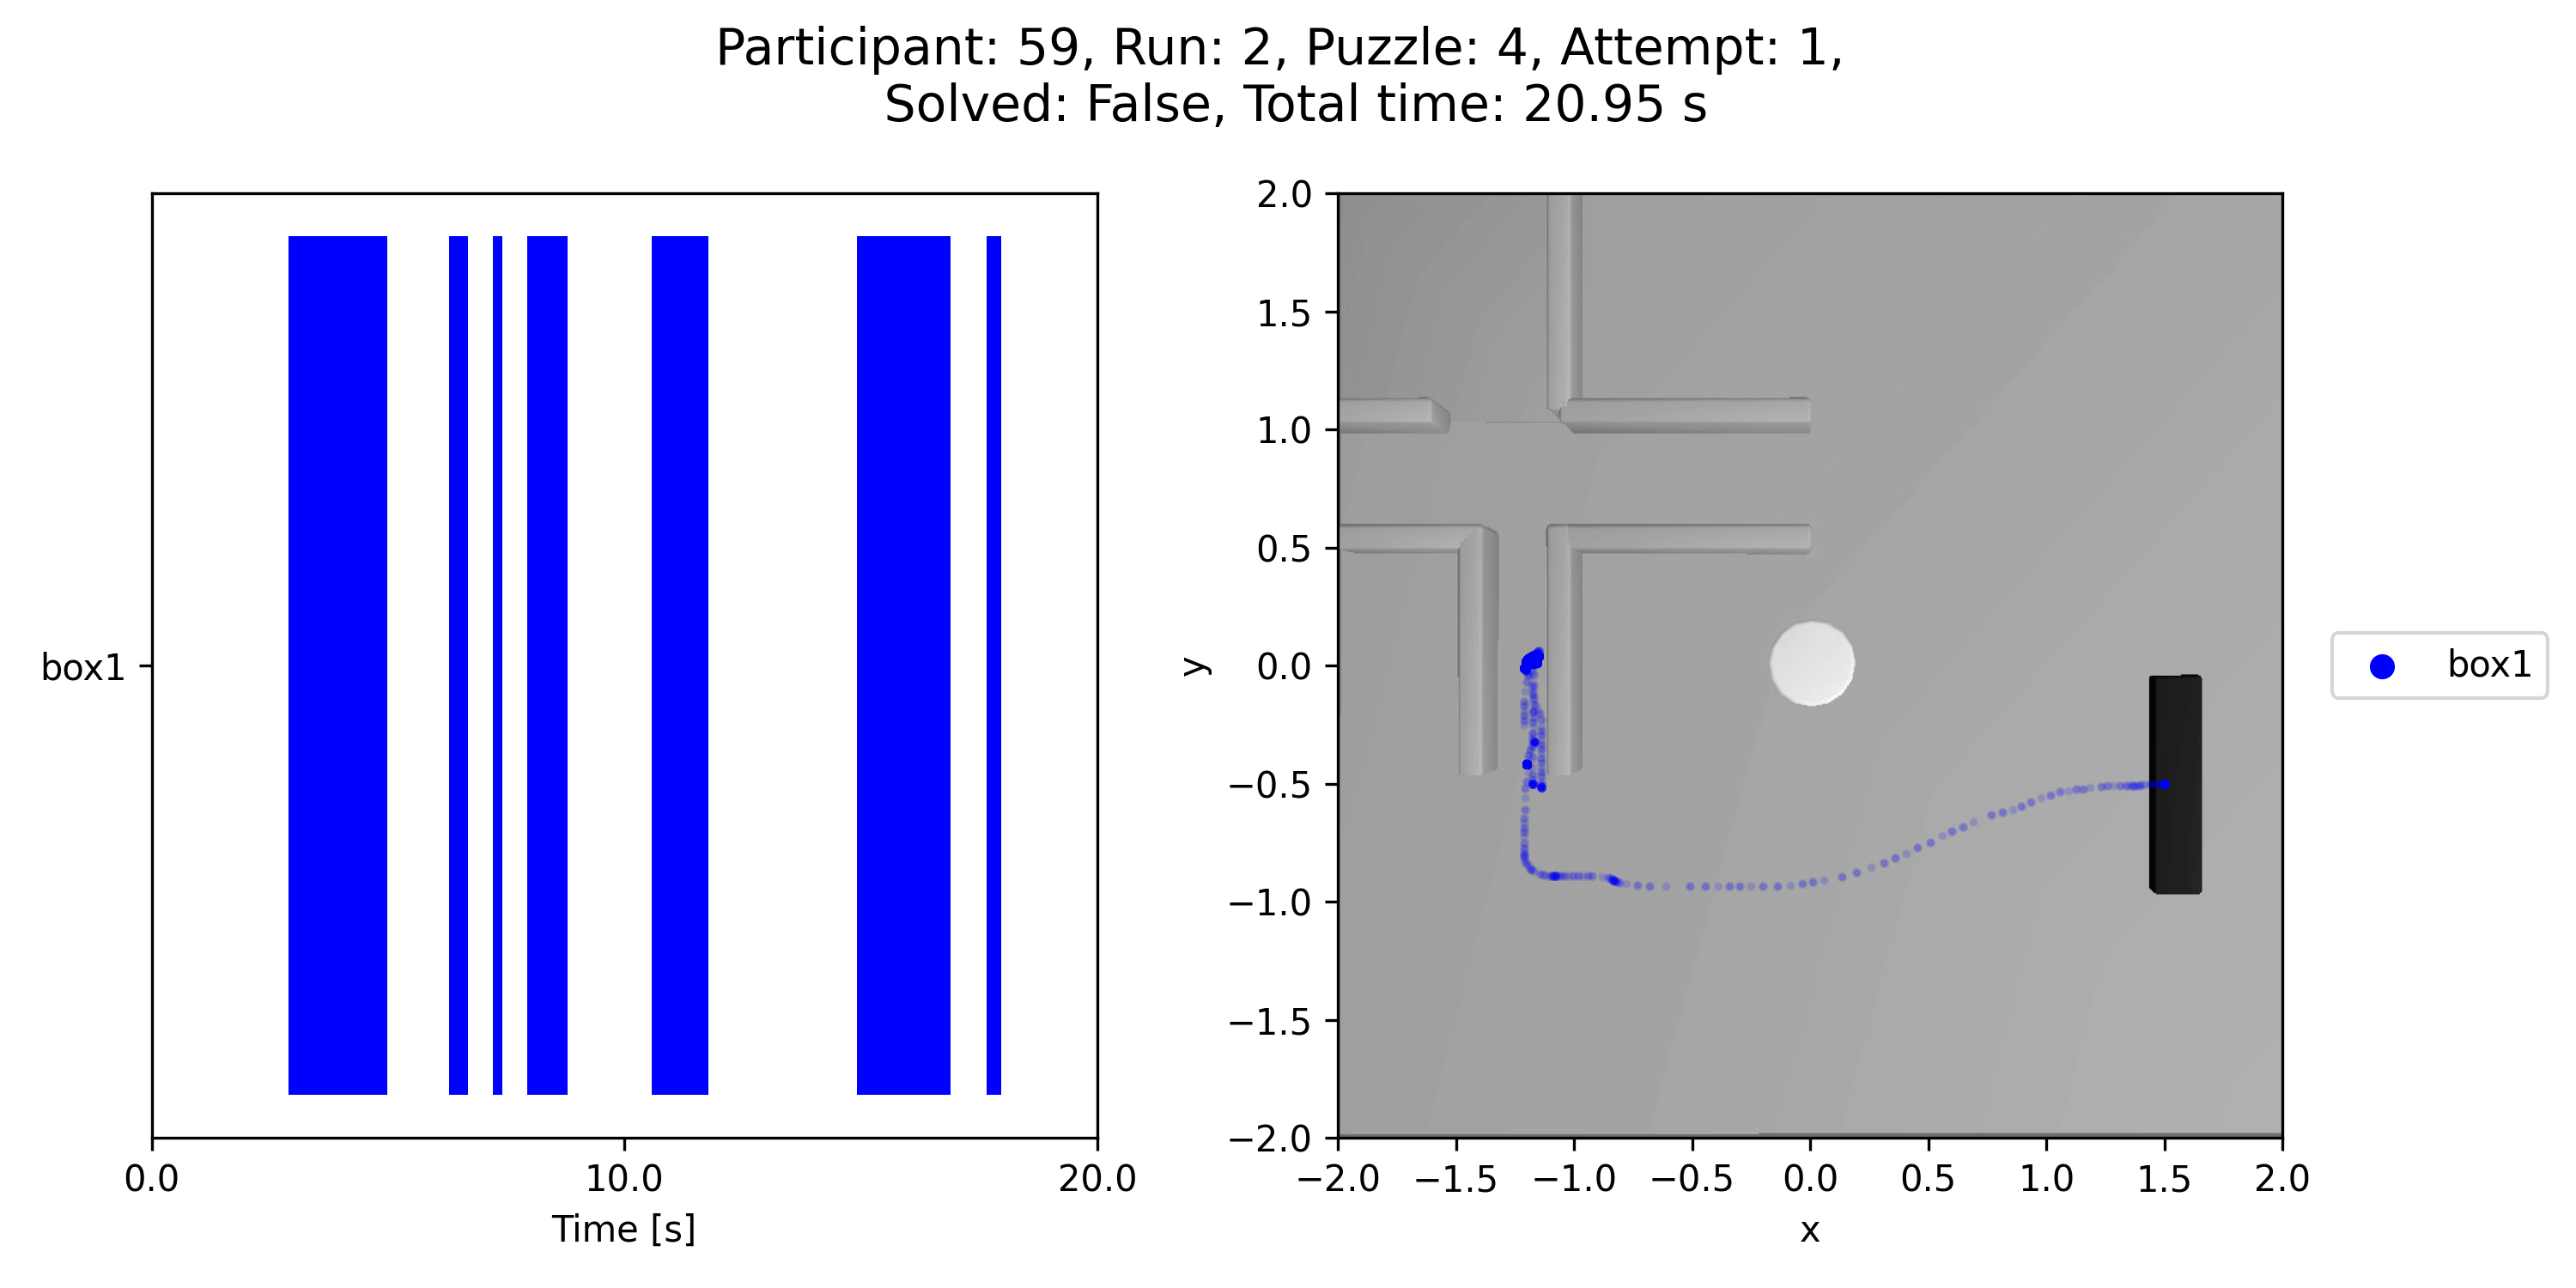 Participant: 59, Run: 2, Puzzle: 4, Attempt: 1,
Solved: False, Total time: 20.95 s
box1
0.0 10.0 20.0
Time [s]
2.0
1.5
1.0
0.5
0.0
−0.5
−1.0
−1.5
−2.0
y
−2.0 −1.5 −1.0 −0.5 0.0 0.5 1.0 1.5 2.0
x
box1